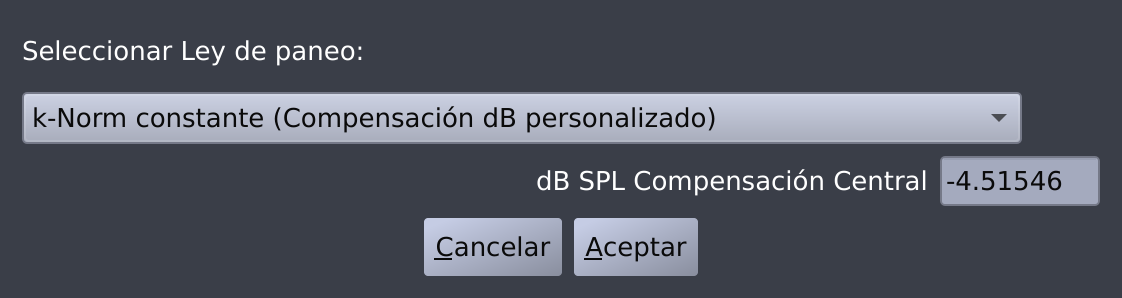 Seleccionar Ley de paneo:
k-Norm constante (Compensación dB personalizado)
dB SPL Compensación Central -4.51546
Cancelar Aceptar